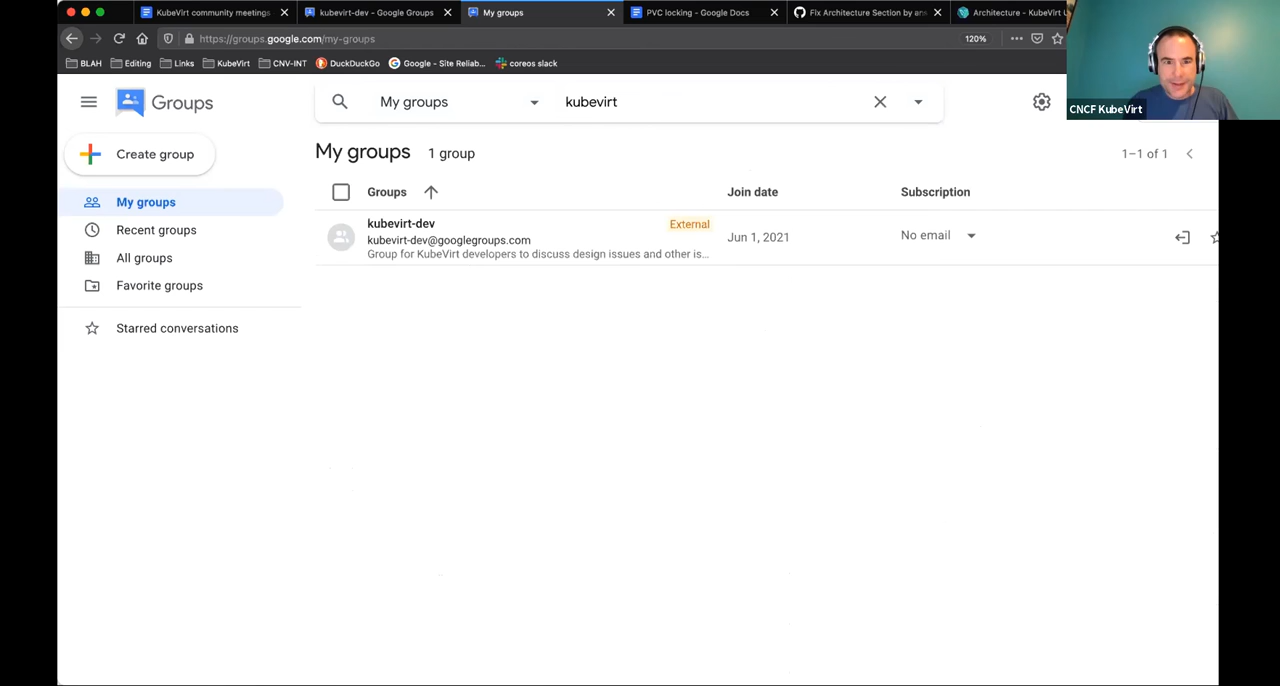 KubeVirt community meetings
kubevirt-dev - Google Groups
My groups
PVC locking - Google Docs
Fix Architecture Section by ans
Architecture - KubeVirt U
https://groups.google.com/my-groups
120%
BLAH
Editing
Links
KubeVirt
CNV-INT
DuckDuckGo
Google - Site Reliab...
coreos slack
CNCF KubeVirt
Groups
My groups
kubevirt
Create group
My groups
1 group
1–1 of 1
Groups
Join date
Subscription
My groups
Recent groups
All groups
Favorite groups
Starred conversations
kubevirt-dev
External
kubevirt-dev@googlegroups.com
Group for KubeVirt developers to discuss design issues and other is...
Jun 1, 2021
No email